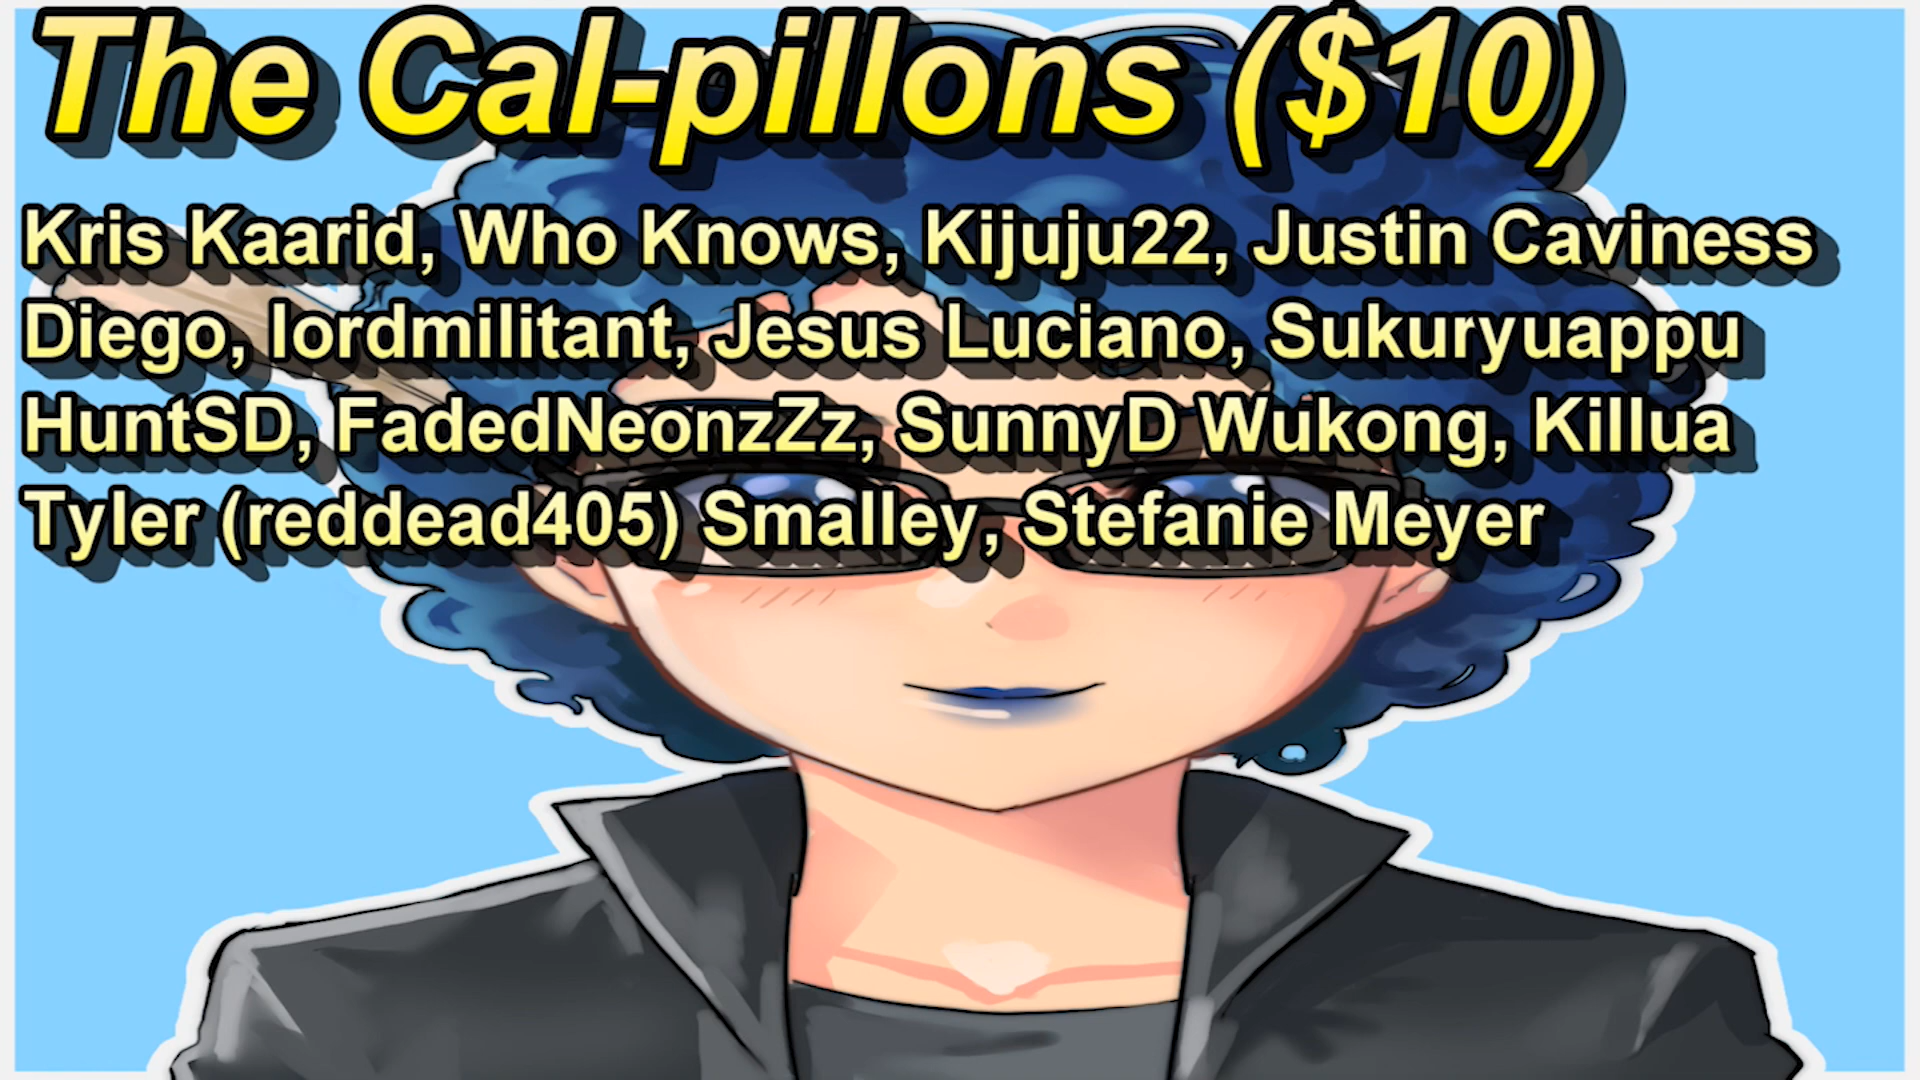 The Cal-pillons ($10)
Kris Kaarid, Who Knows, Kijuju22, Justin Caviness
Diego, lordmilitant, Jesus Luciano, Sukuryuappu
HuntSD, FadedNeonzZz, SunnyD Wukong, Killua
Tyler (reddead405) Smalley, Stefanie Meyer